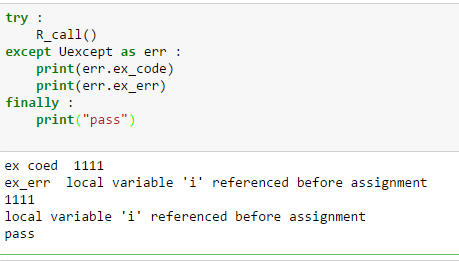 try :
    R_call()
except Uexcept as err :
    print(err.ex_code)
    print(err.ex_err)
finally :
    print("pass")
ex coed  1111
ex_err  local variable 'i' referenced before assignment
1111
local variable 'i' referenced before assignment
pass